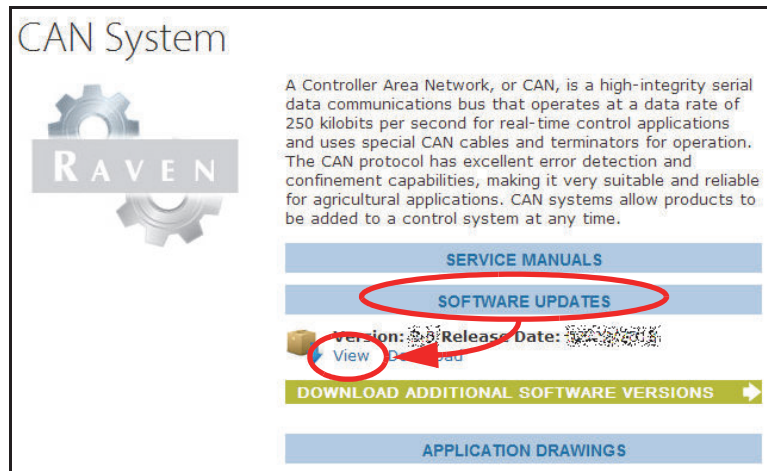 CAN System
RAVEN
A Controller Area Network, or CAN, is a high-integrity serial
data communications bus that operates at a data rate of
250 kilobits per second for real-time control applications
and uses special CAN cables and terminators for operation.
The CAN protocol has excellent error detection and
confinement capabilities, making it very suitable and reliable
for agricultural applications. CAN systems allow products to
be added to a control system at any time.
SERVICE MANUALS
SOFTWARE UPDATES
Version: Release Date:
View Download
DOWNLOAD ADDITIONAL SOFTWARE VERSIONS
APPLICATION DRAWINGS